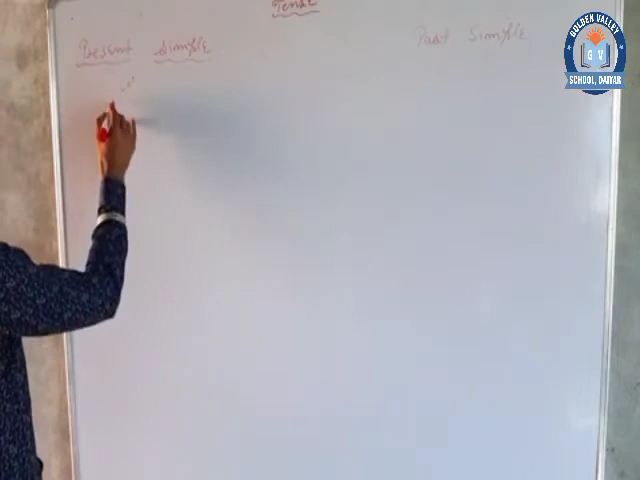 Tense
Present Simple
Past Simple
GOLDEN VALLEY
G V
SCHOOL, DAIYAR